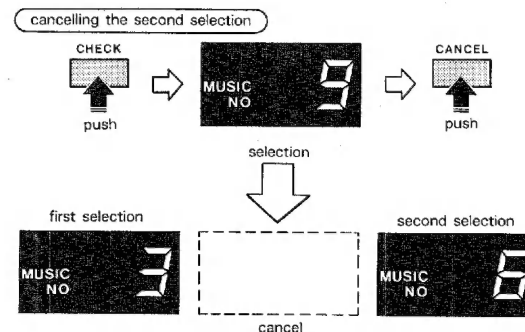 cancelling the second selection
CHECK
push
MUSIC
NO
9
CANCEL
push
selection
first selection
second selection
MUSIC
NO
3
MUSIC
NO
6
cancel